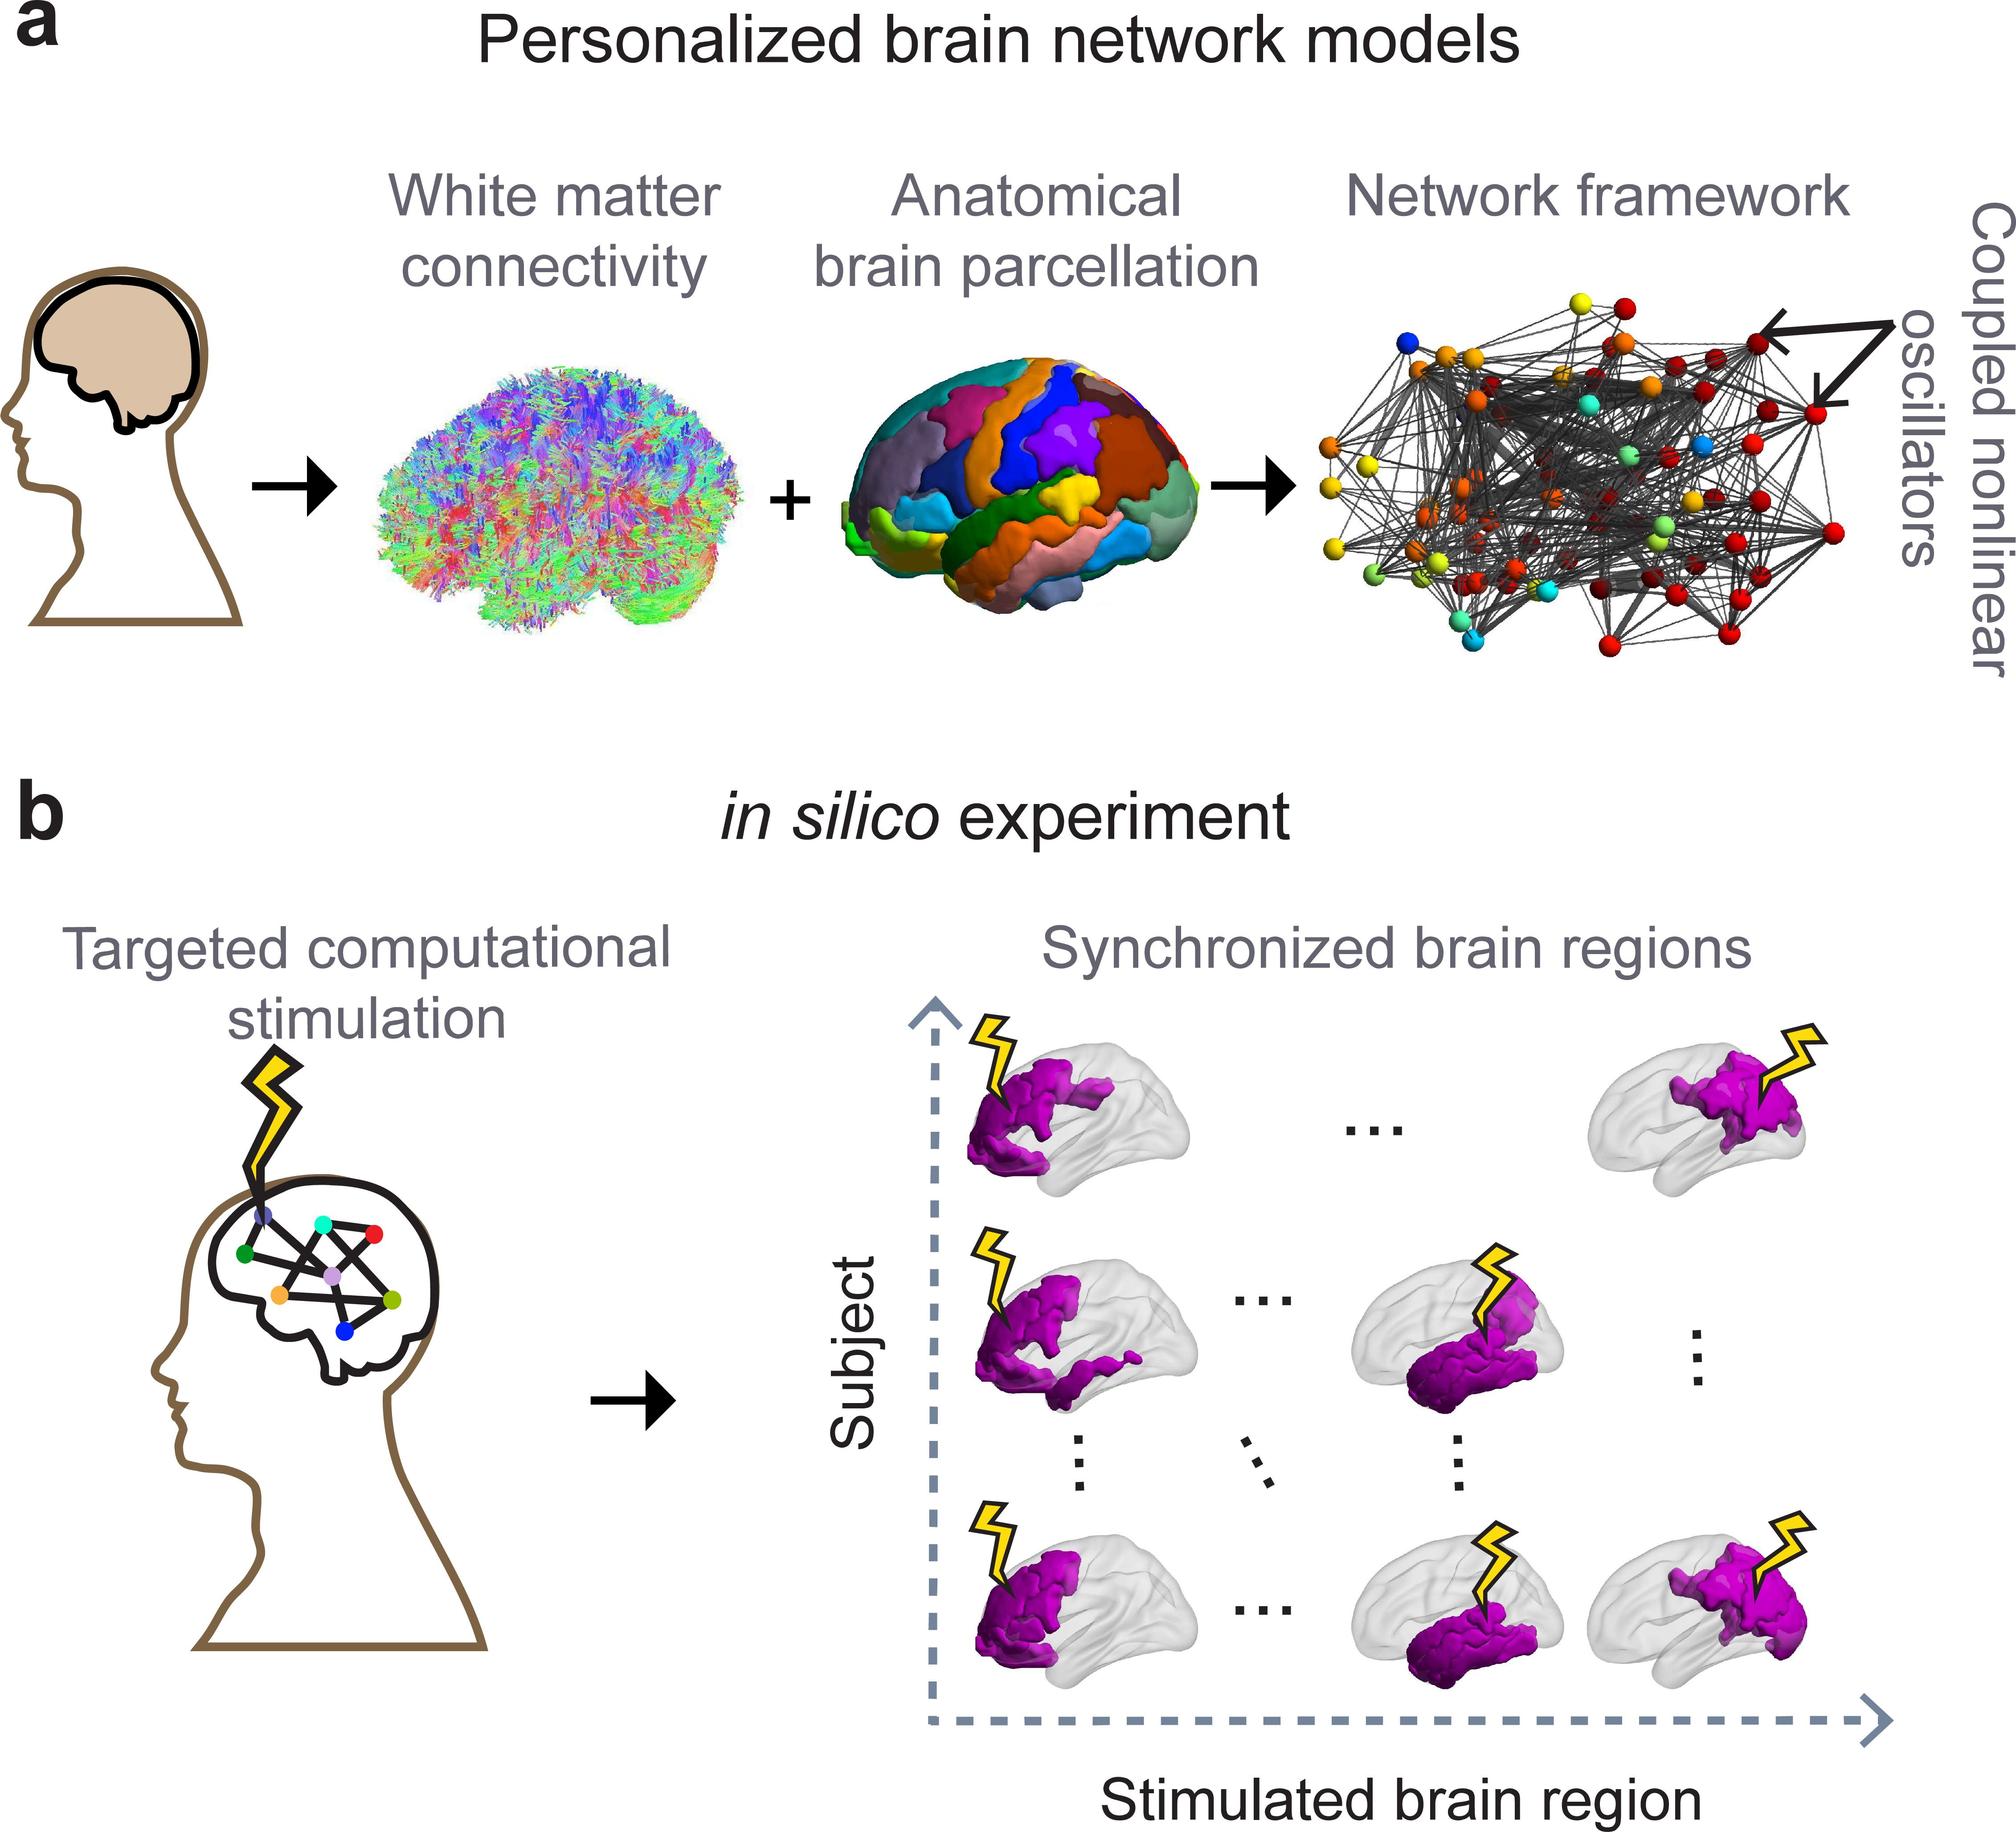 a
Personalized brain network models
White matter
connectivity
Anatomical
brain parcellation
Network framework
Coupled nonlinear
oscillators
+
b
in silico experiment
Targeted computational
stimulation
Synchronized brain regions
Subject
...
...
...
Stimulated brain region